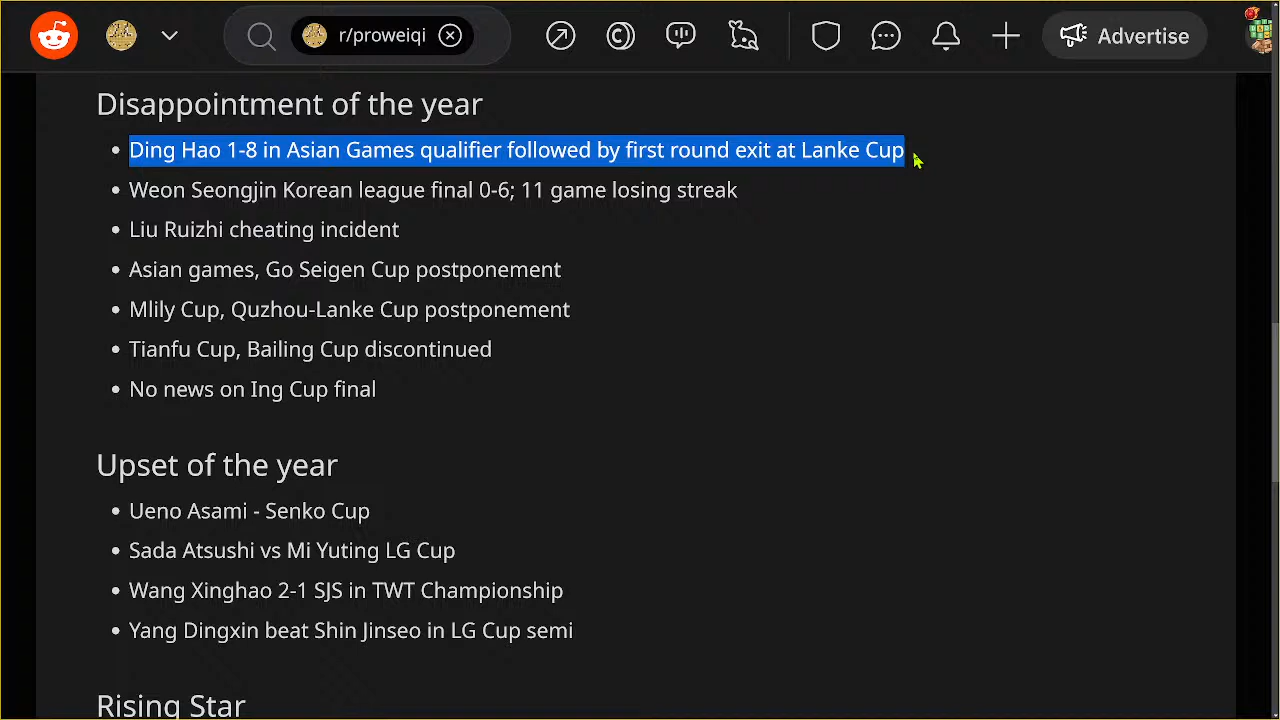 r/proweiqi
Advertise
Disappointment of the year
Ding Hao 1-8 in Asian Games qualifier followed by first round exit at Lanke Cup
Weon Seongjin Korean league final 0-6; 11 game losing streak
Liu Ruizhi cheating incident
Asian games, Go Seigen Cup postponement
Mlily Cup, Quzhou-Lanke Cup postponement
Tianfu Cup, Bailing Cup discontinued
No news on Ing Cup final
Upset of the year
Ueno Asami - Senko Cup
Sada Atsushi vs Mi Yuting LG Cup
Wang Xinghao 2-1 SJS in TWT Championship
Yang Dingxin beat Shin Jinseo in LG Cup semi
Rising Star